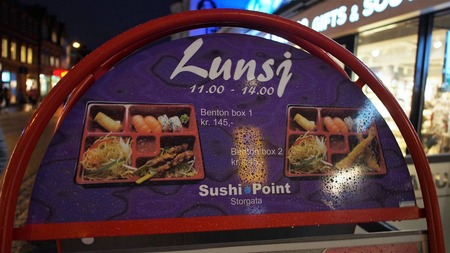 GIFTS & SOU
Lunsj
11.00 - 14.00
Benton box 1
kr. 145,-
Benton box 2
Sushi Point
Storgata